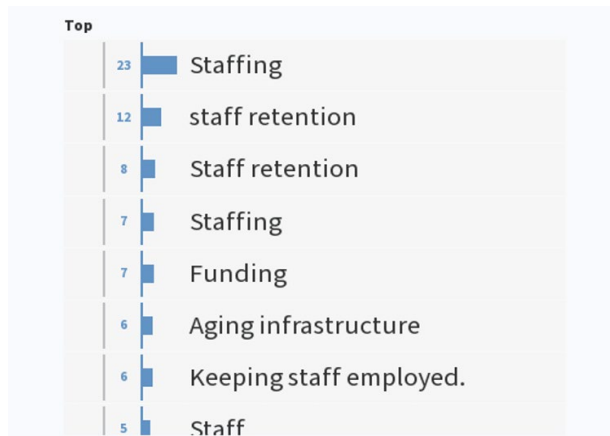 Top
23 Staffing
12 staff retention
8 Staff retention
7 Staffing
7 Funding
6 Aging infrastructure
6 Keeping staff employed.
5 Staff